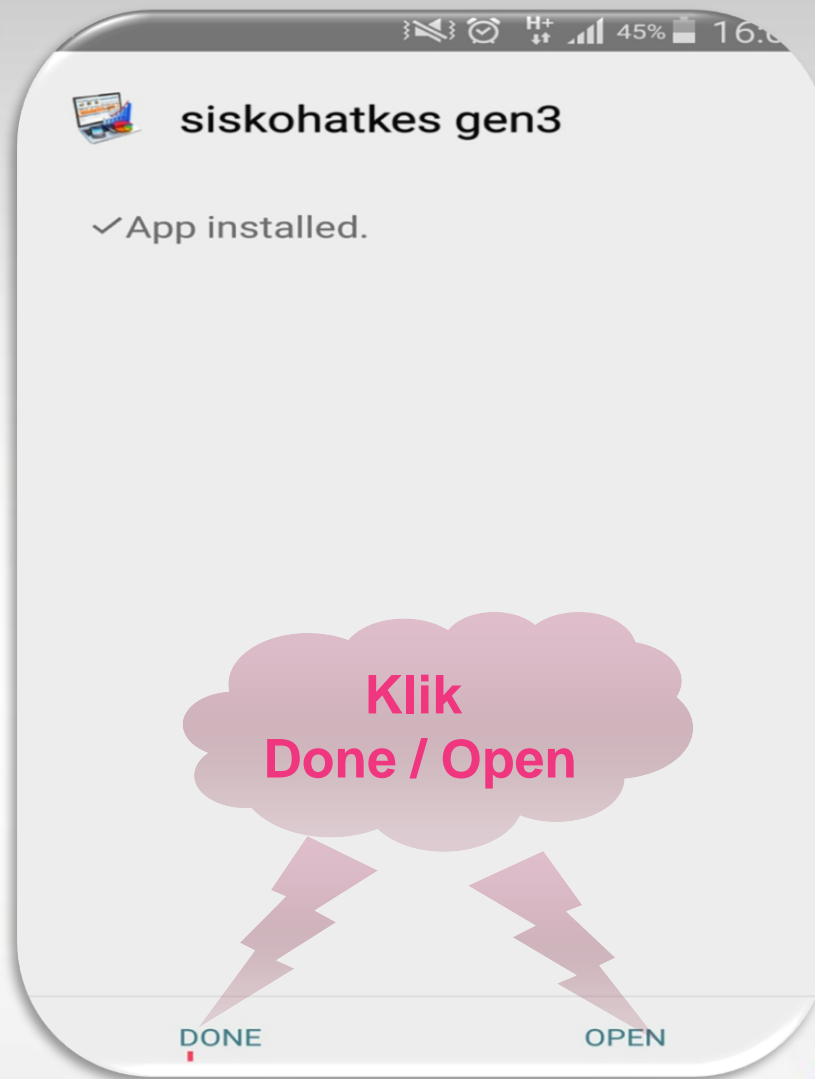 H+ 45%
siskohatkes gen3
✓App installed.
Klik
Done / Open
DONE OPEN